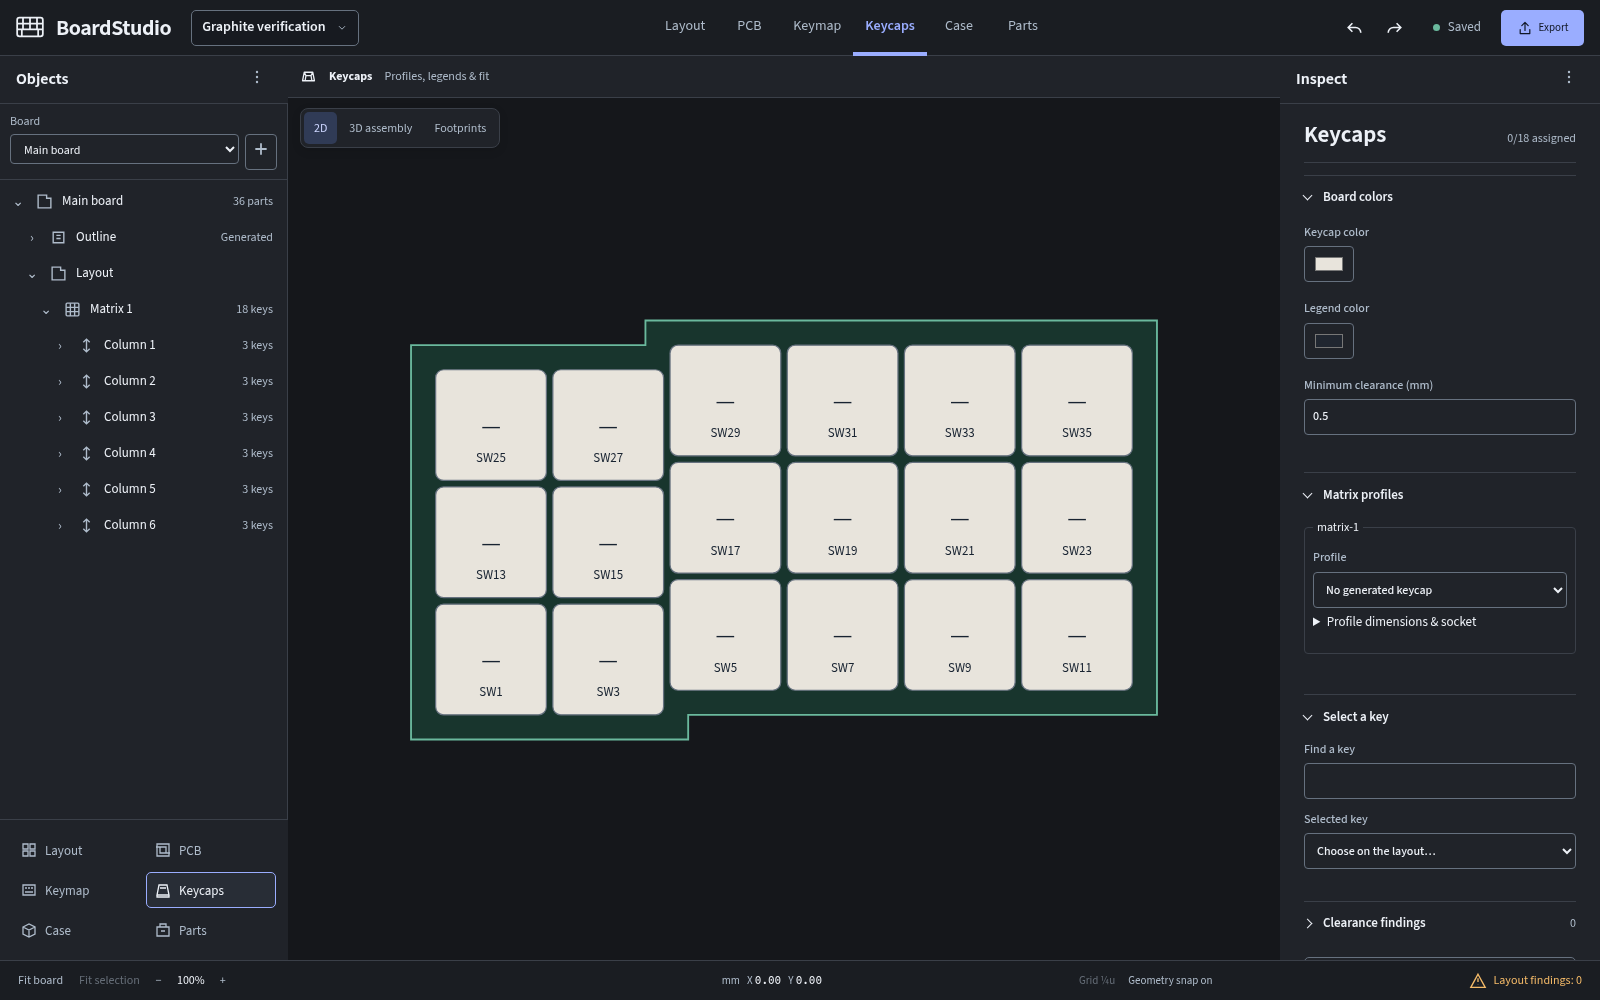 BoardStudio
Graphite verification
Layout
PCB
Keymap
Keycaps
Case
Parts
Saved
Export
Objects
Keycaps Profiles, legends & fit
Inspect
Board
Main board
+
Main board 36 parts
Outline Generated
Layout
Matrix 1 18 keys
Column 1 3 keys
Column 2 3 keys
Column 3 3 keys
Column 4 3 keys
Column 5 3 keys
Column 6 3 keys
Layout
PCB
Keymap
Keycaps
Case
Parts
2D
3D assembly
Footprints
— — — —
SW29 SW31 SW33 SW35
— —
SW25 SW27
— — — —
SW17 SW19 SW21 SW23
— —
SW13 SW15
— — — —
SW5 SW7 SW9 SW11
— —
SW1 SW3
Keycaps 0/18 assigned
Board colors
Keycap color
Legend color
Minimum clearance (mm)
0.5
Matrix profiles
matrix-1
Profile
No generated keycap
Profile dimensions & socket
Select a key
Find a key
Selected key
Choose on the layout…
Clearance findings 0
Fit board Fit selection − 100% +
mm X 0.00 Y 0.00
Grid ¼u Geometry snap on
Layout findings: 0